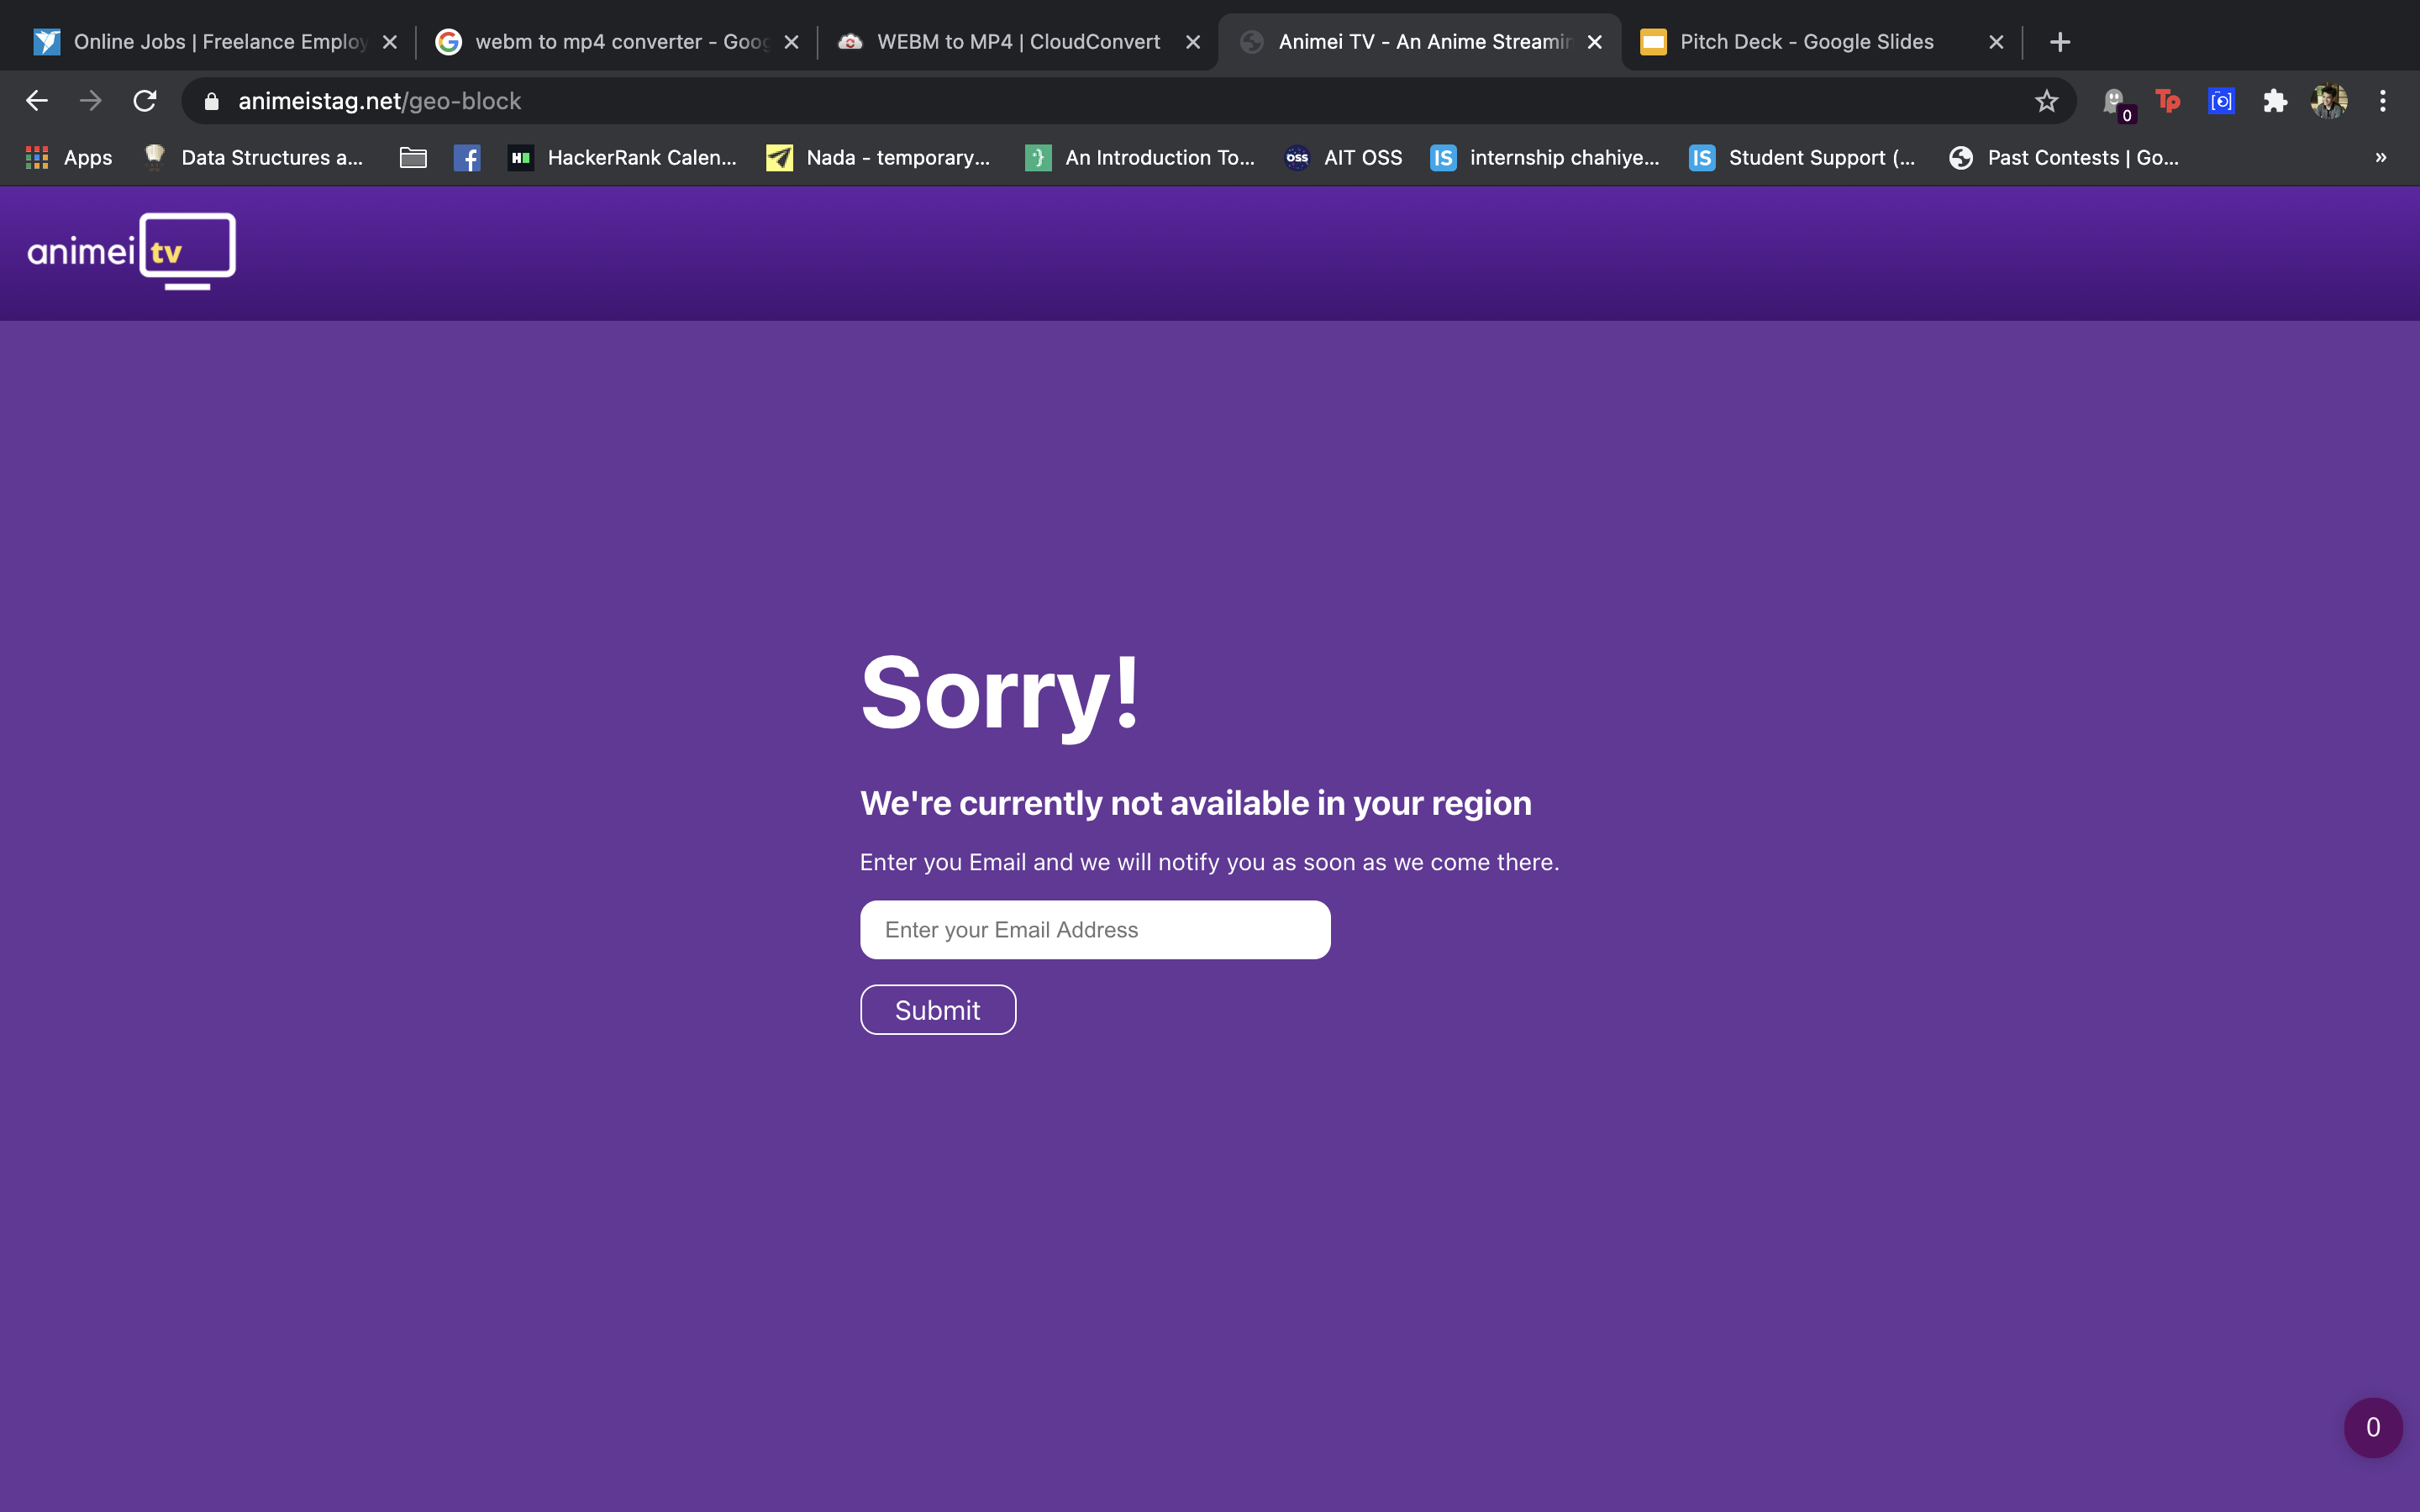 Online Jobs | Freelance Employ
webm to mp4 converter - Goog
WEBM to MP4 | CloudConvert
Animei TV - An Anime Streamin
Pitch Deck - Google Slides
animeistag.net/geo-block
0
Tp
Apps
Data Structures a...
HackerRank Calen...
Nada - temporary...
An Introduction To...
OSS
AIT OSS
IS
internship chahiye...
IS
Student Support (...
Past Contests | Go...
»
animei tv
Sorry!
We're currently not available in your region
Enter you Email and we will notify you as soon as we come there.
Enter your Email Address
Submit
0